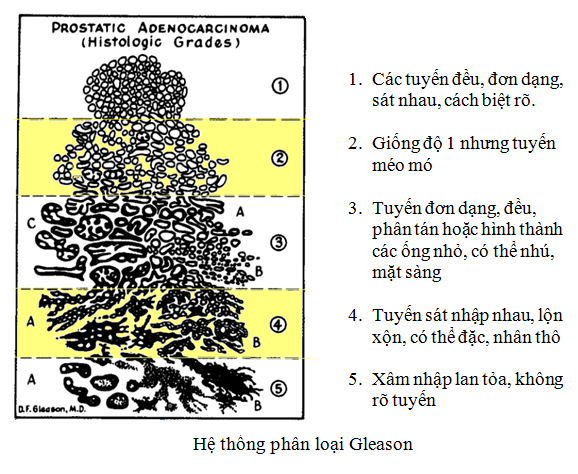 PROSTATIC ADENOCARCINOMA
(Histologic Grades)
1
2
C
A
3
B
A
4
B
A
5
B
D.F. Gleason, M.D.
1. Các tuyến đều, đơn dạng,
sát nhau, cách biệt rõ.
2. Giống độ 1 nhưng tuyến
méo mó
3. Tuyến đơn dạng, đều,
phân tán hoặc hình thành
các ống nhỏ, có thể nhú,
mặt sàng
4. Tuyến sát nhập nhau, lộn
xộn, có thể đặc, nhân thô
5. Xâm nhập lan tỏa, không
rõ tuyến
Hệ thống phân loại Gleason